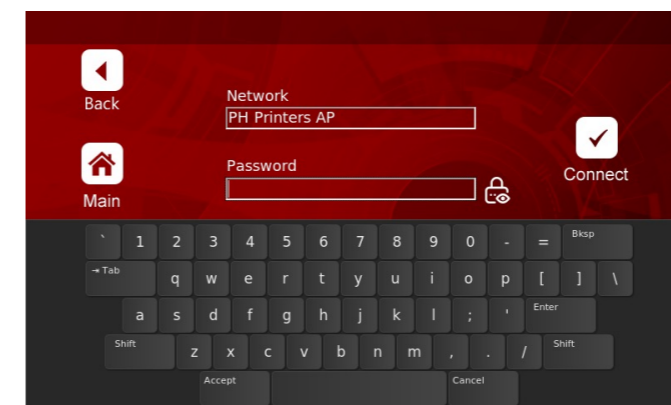 Back
Network
PH Printers AP
Password
Connect
Main
` 1 2 3 4 5 6 7 8 9 0 - = Bksp
⇥ Tab q w e r t y u i o p [ ] \
a s d f g h j k l ; ' Enter
Shift z x c v b n m , . / Shift
Accept Cancel